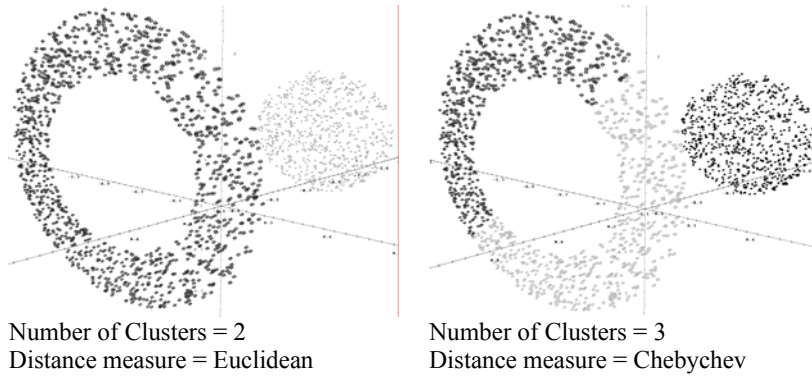 Number of Clusters = 2
Distance measure = Euclidean
Number of Clusters = 3
Distance measure = Chebychev